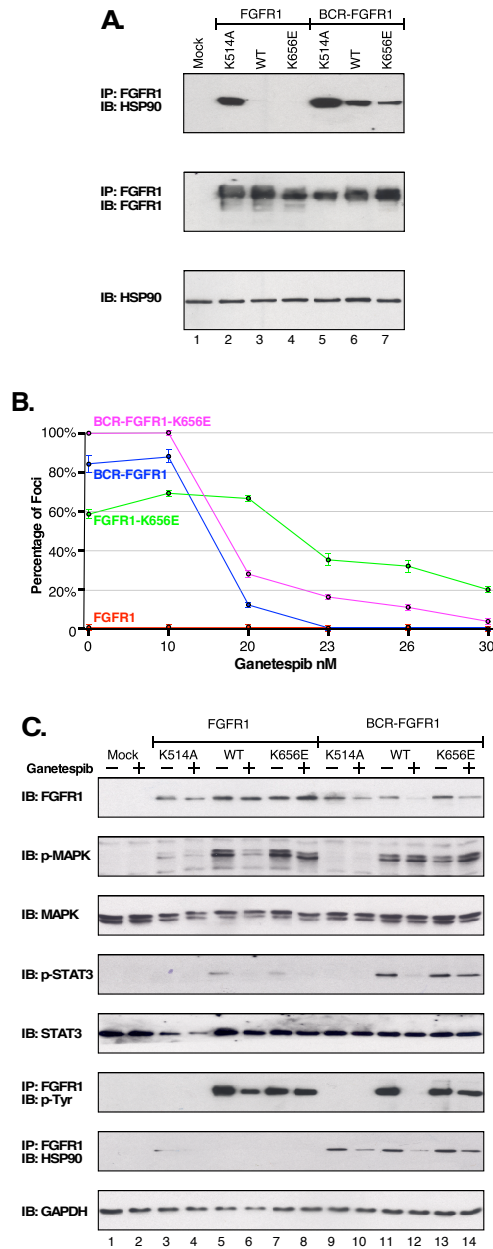 A.
FGFR1 BCR-FGFR1
Mock K514A WT K656E K514A WT K656E
IP: FGFR1
IB: HSP90
IP: FGFR1
IB: FGFR1
IB: HSP90
1 2 3 4 5 6 7
B.
BCR-FGFR1-K656E
BCR-FGFR1
FGFR1-K656E
FGFR1
Percentage of Foci
100%
80%
60%
40%
20%
0
0 10 20 23 26 30
Ganetespib nM
C.
FGFR1 BCR-FGFR1
Mock K514A WT K656E K514A WT K656E
Ganetespib − + − + − + − + − + − + − +
IB: FGFR1
IB: p-MAPK
IB: MAPK
IB: p-STAT3
IB: STAT3
IP: FGFR1
IB: p-Tyr
IP: FGFR1
IB: HSP90
IB: GAPDH
1 2 3 4 5 6 7 8 9 10 11 12 13 14